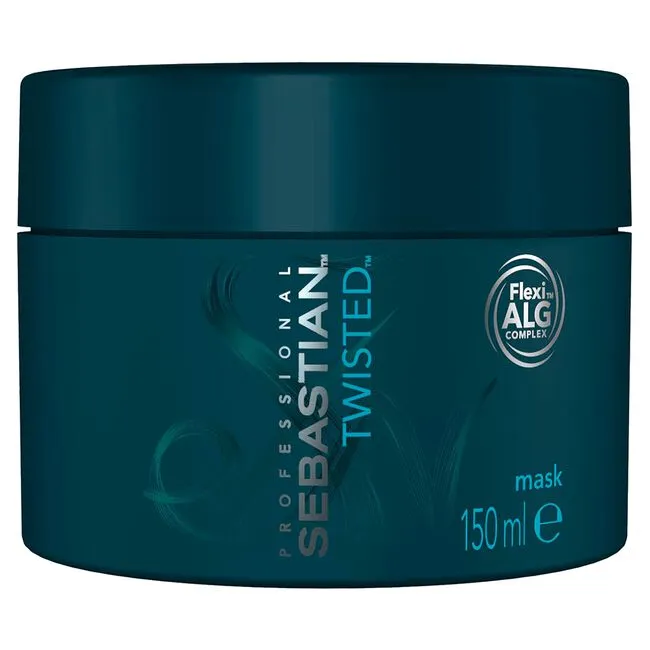 PROFESSIONAL
SEBASTIAN™
TWISTED™
Flexi™
ALG
COMPLEX
mask
150 ml ℮